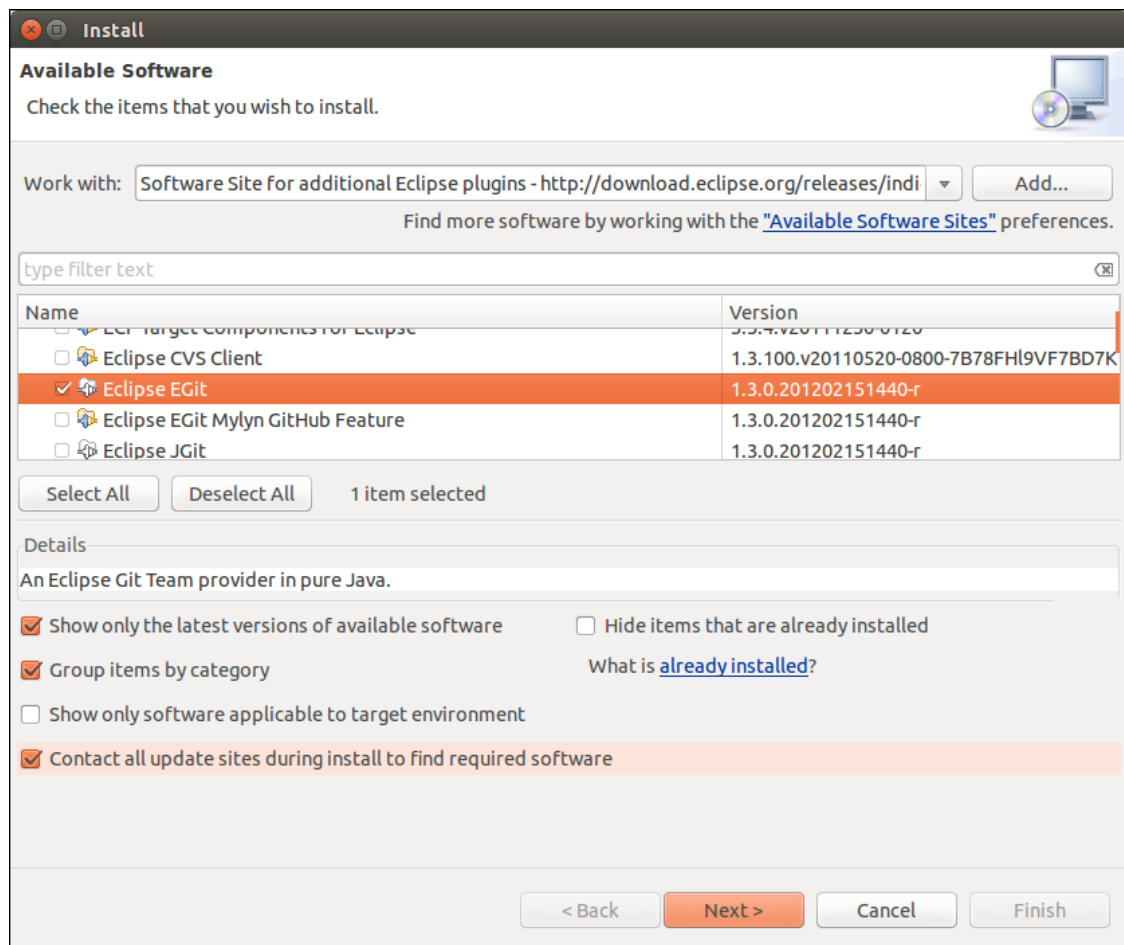 Install
Available Software
Check the items that you wish to install.
Work with: Software Site for additional Eclipse plugins - http://download.eclipse.org/releases/indi Add...
Find more software by working with the "Available Software Sites" preferences.
type filter text
Name Version
ECF Target Components for Eclipse
Eclipse CVS Client 1.3.100.v20110520-0800-7B78FHl9VF7BD7K
Eclipse EGit 1.3.0.201202151440-r
Eclipse EGit Mylyn GitHub Feature 1.3.0.201202151440-r
Eclipse JGit 1.3.0.201202151440-r
Select All Deselect All 1 item selected
Details
An Eclipse Git Team provider in pure Java.
Show only the latest versions of available software Hide items that are already installed
Group items by category What is already installed?
Show only software applicable to target environment
Contact all update sites during install to find required software
< Back Next > Cancel Finish